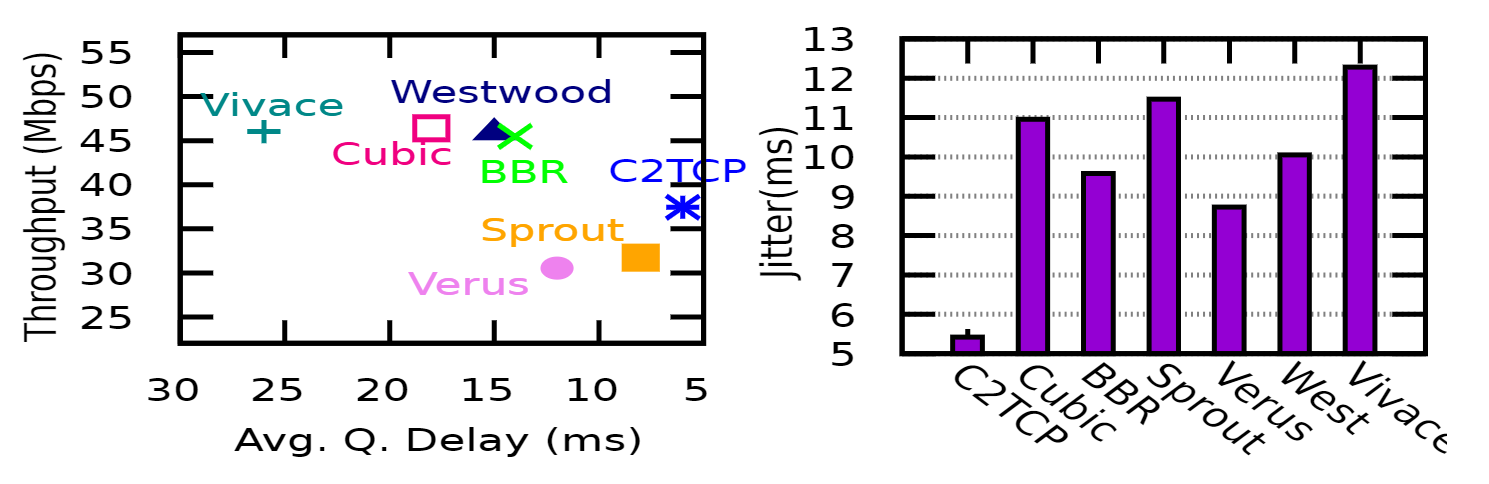 Throughput (Mbps)
55
50
45
40
35
30
25
Vivace
Westwood
Cubic
BBR
C2TCP
Sprout
Verus
30 25 20 15 10 5
Avg. Q. Delay (ms)
Jitter(ms)
13
12
11
10
9
8
7
6
5
C2TCP
Cubic
BBR
Sprout
Verus
West
Vivace